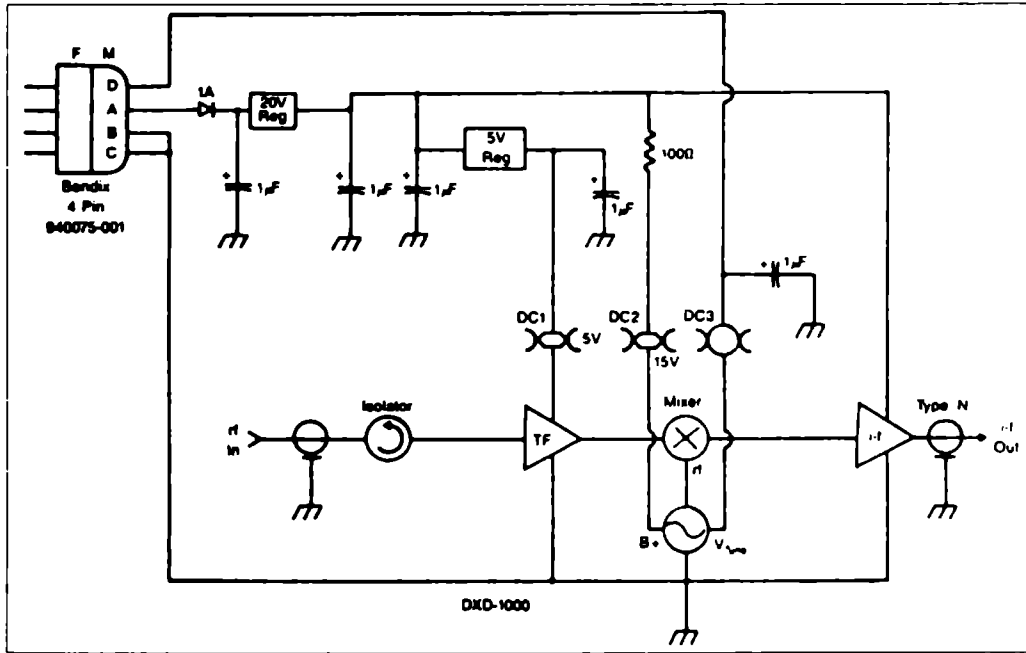 F M
D
A
B
C
Bendix
4 Pin
940075-001
1A
20V
Reg
5V
Reg
100Ω
+
1μF
+
1μF
+
1μF
+
1μF
+
1μF
DC1
5V
DC2
15V
DC3
rf
In
Isolator
TF
Mixer
rf
B+
V
Type N
Out
DXD-1000